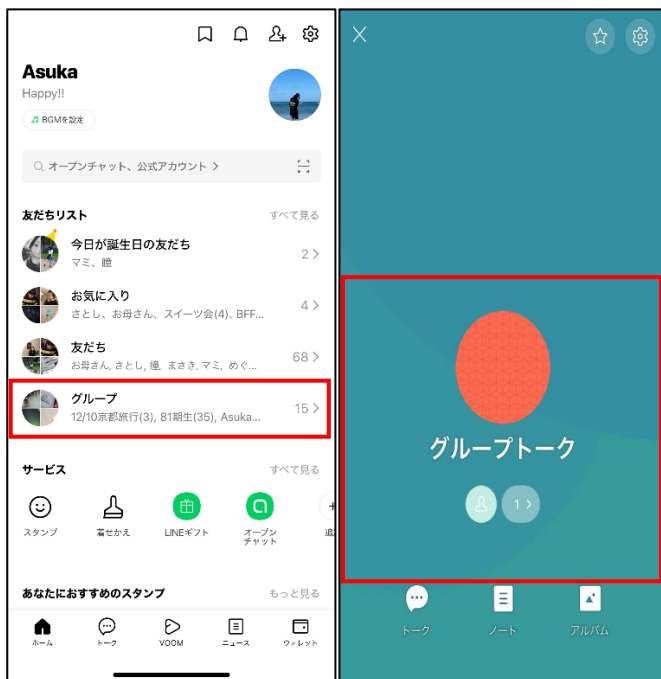 Asuka
Happy!!
BGMを設定
オープンチャット、公式アカウント >
友だちリスト
すべて見る
今日が誕生日の友だち
マミ、瞳
2 >
お気に入り
さとし、お母さん、スイーツ会(4)、BFF...
4 >
友だち
お母さん, さとし, 瞳, まさき, マミ, めぐ...
68 >
グループ
12/10京都旅行(3), 81期生(35), Asuka...
15 >
サービス
すべて見る
スタンプ
着せかえ
LINEギフト
オープン
チャット
追
あなたにおすすめのスタンプ
もっと見る
ホーム
トーク
VOOM
ニュース
ウォレット
グループトーク
1 >
トーク
ノート
アルバム